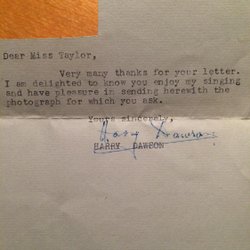 Dear Miss Taylor,
Very many thanks for your letter.
I am delighted to know you enjoy my singing
and have pleasure in sending herewith the
photograph for which you ask.
Yours sincerely,
Harry Dawson
HARRY DAWSON